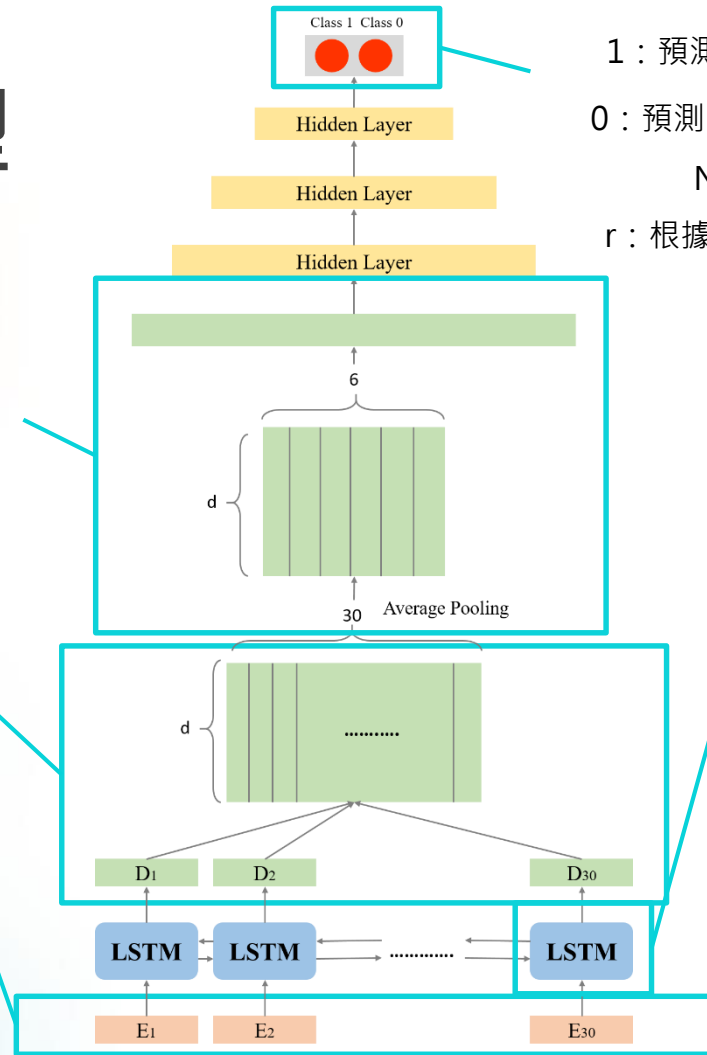 Class 1 Class 0
1：預測
0：預測
N
r：根據
Hidden Layer
Hidden Layer
Hidden Layer
6
d
30 Average Pooling
d
...........
D1 D2 D30
LSTM LSTM ............. LSTM
E1 E2 E30